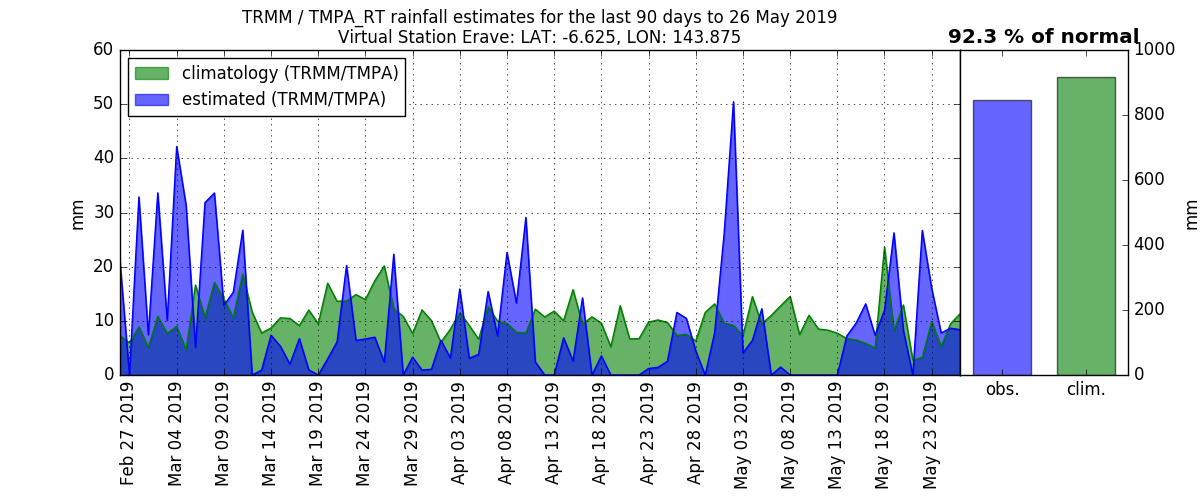 TRMM / TMPA_RT rainfall estimates for the last 90 days to 26 May 2019
Virtual Station Erave: LAT: -6.625, LON: 143.875
92.3 % of normal
climatology (TRMM/TMPA)
estimated (TRMM/TMPA)
mm
60
50
40
30
20
10
0
Feb 27 2019
Mar 04 2019
Mar 09 2019
Mar 14 2019
Mar 19 2019
Mar 24 2019
Mar 29 2019
Apr 03 2019
Apr 08 2019
Apr 13 2019
Apr 18 2019
Apr 23 2019
Apr 28 2019
May 03 2019
May 08 2019
May 13 2019
May 18 2019
May 23 2019
obs.
clim.
1000
800
600
400
200
0
mm